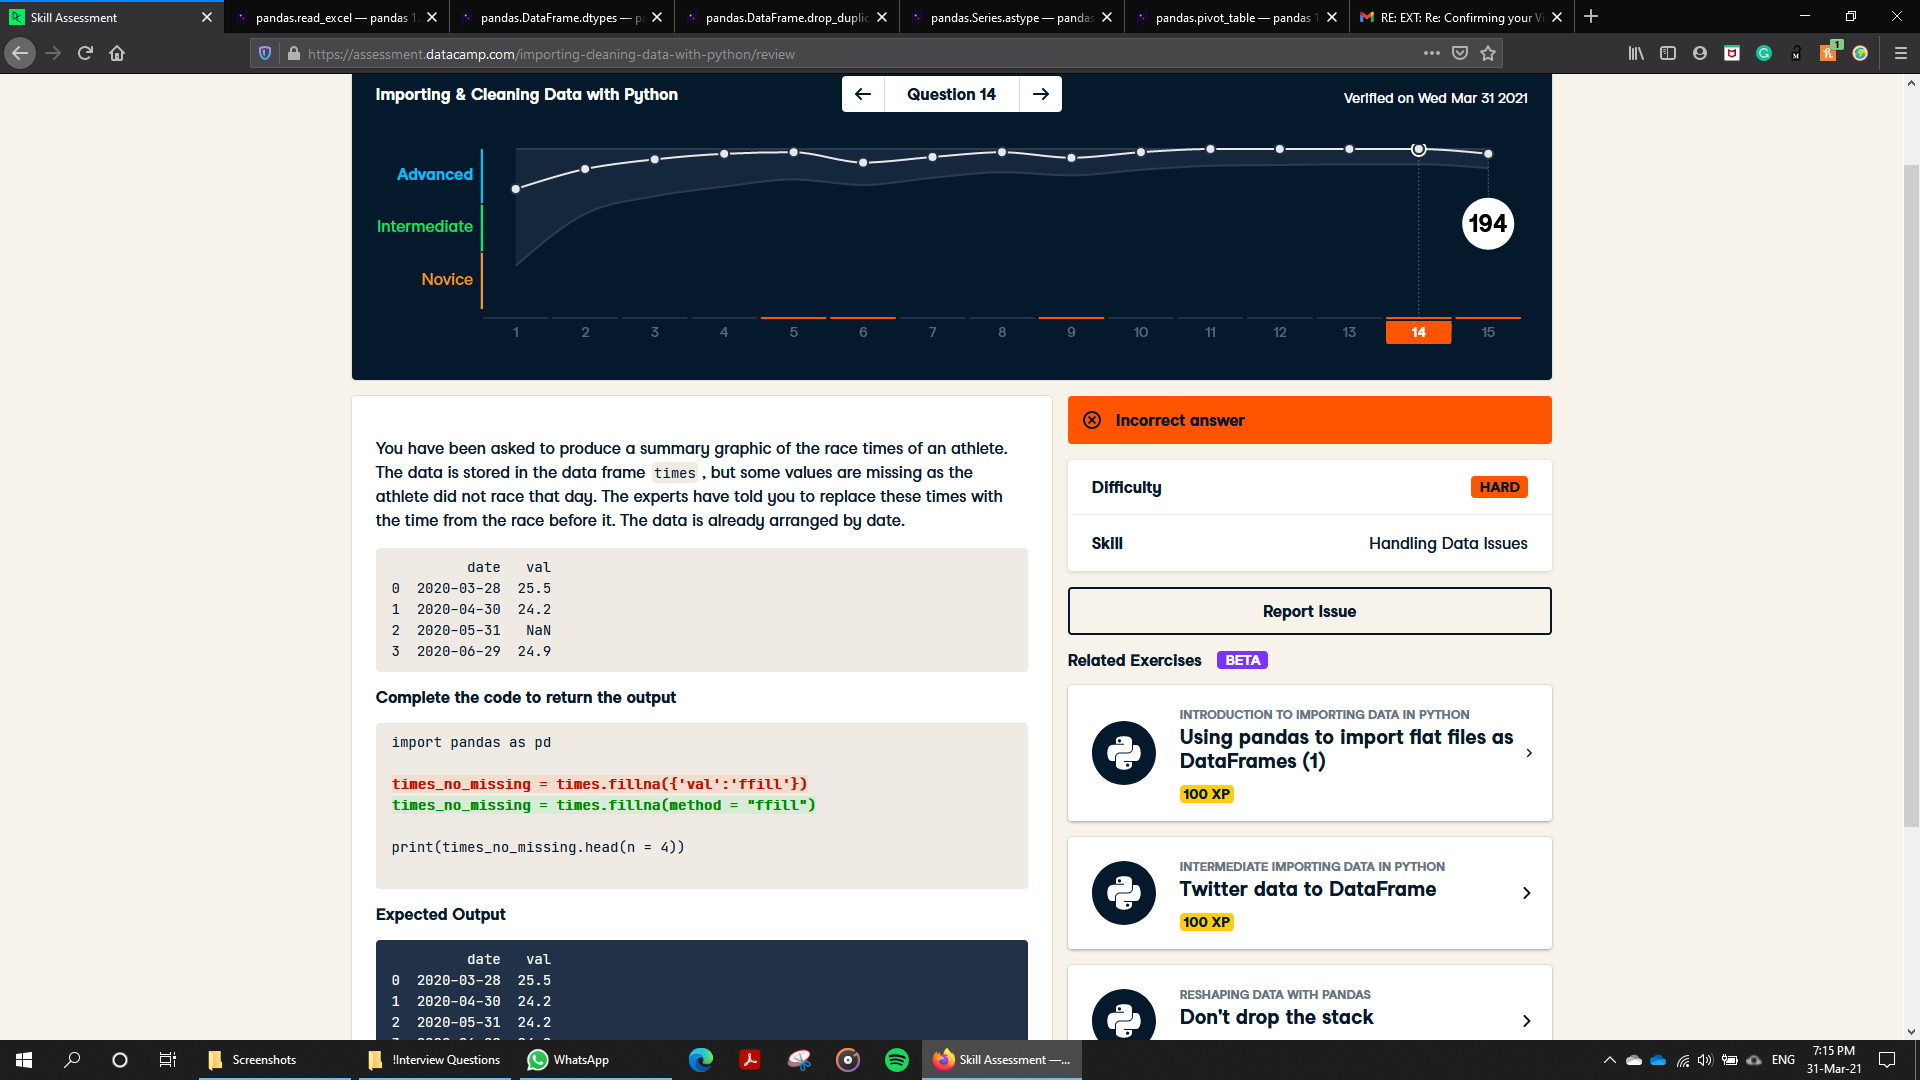 Skill Assessment
pandas.read_excel — pandas 1.
pandas.DataFrame.dtypes — p
pandas.DataFrame.drop_duplic
pandas.Series.astype — pandas
pandas.pivot_table — pandas 1
RE: EXT: Re: Confirming your Vi
https://assessment.datacamp.com/importing-cleaning-data-with-python/review
1
Importing & Cleaning Data with Python
Question 14
Verified on Wed Mar 31 2021
Advanced
Intermediate
Novice
194
1 2 3 4 5 6 7 8 9 10 11 12 13 14 15
You have been asked to produce a summary graphic of the race times of an athlete.
The data is stored in the data frame times , but some values are missing as the
athlete did not race that day. The experts have told you to replace these times with
the time from the race before it. The data is already arranged by date.
date val
0 2020-03-28 25.5
1 2020-04-30 24.2
2 2020-05-31 NaN
3 2020-06-29 24.9
Complete the code to return the output
import pandas as pd
times_no_missing = times.fillna({'val':'ffill'})
times_no_missing = times.fillna(method = "ffill")
print(times_no_missing.head(n = 4))
Expected Output
date val
0 2020-03-28 25.5
1 2020-04-30 24.2
2 2020-05-31 24.2
Incorrect answer
Difficulty
HARD
Skill
Handling Data Issues
Report Issue
Related Exercises BETA
INTRODUCTION TO IMPORTING DATA IN PYTHON
Using pandas to import flat files as
DataFrames (1)
100 XP
INTERMEDIATE IMPORTING DATA IN PYTHON
Twitter data to DataFrame
100 XP
RESHAPING DATA WITH PANDAS
Don't drop the stack
Screenshots
!Interview Questions
WhatsApp
Skill Assessment —...
ENG
7:15 PM
31-Mar-21